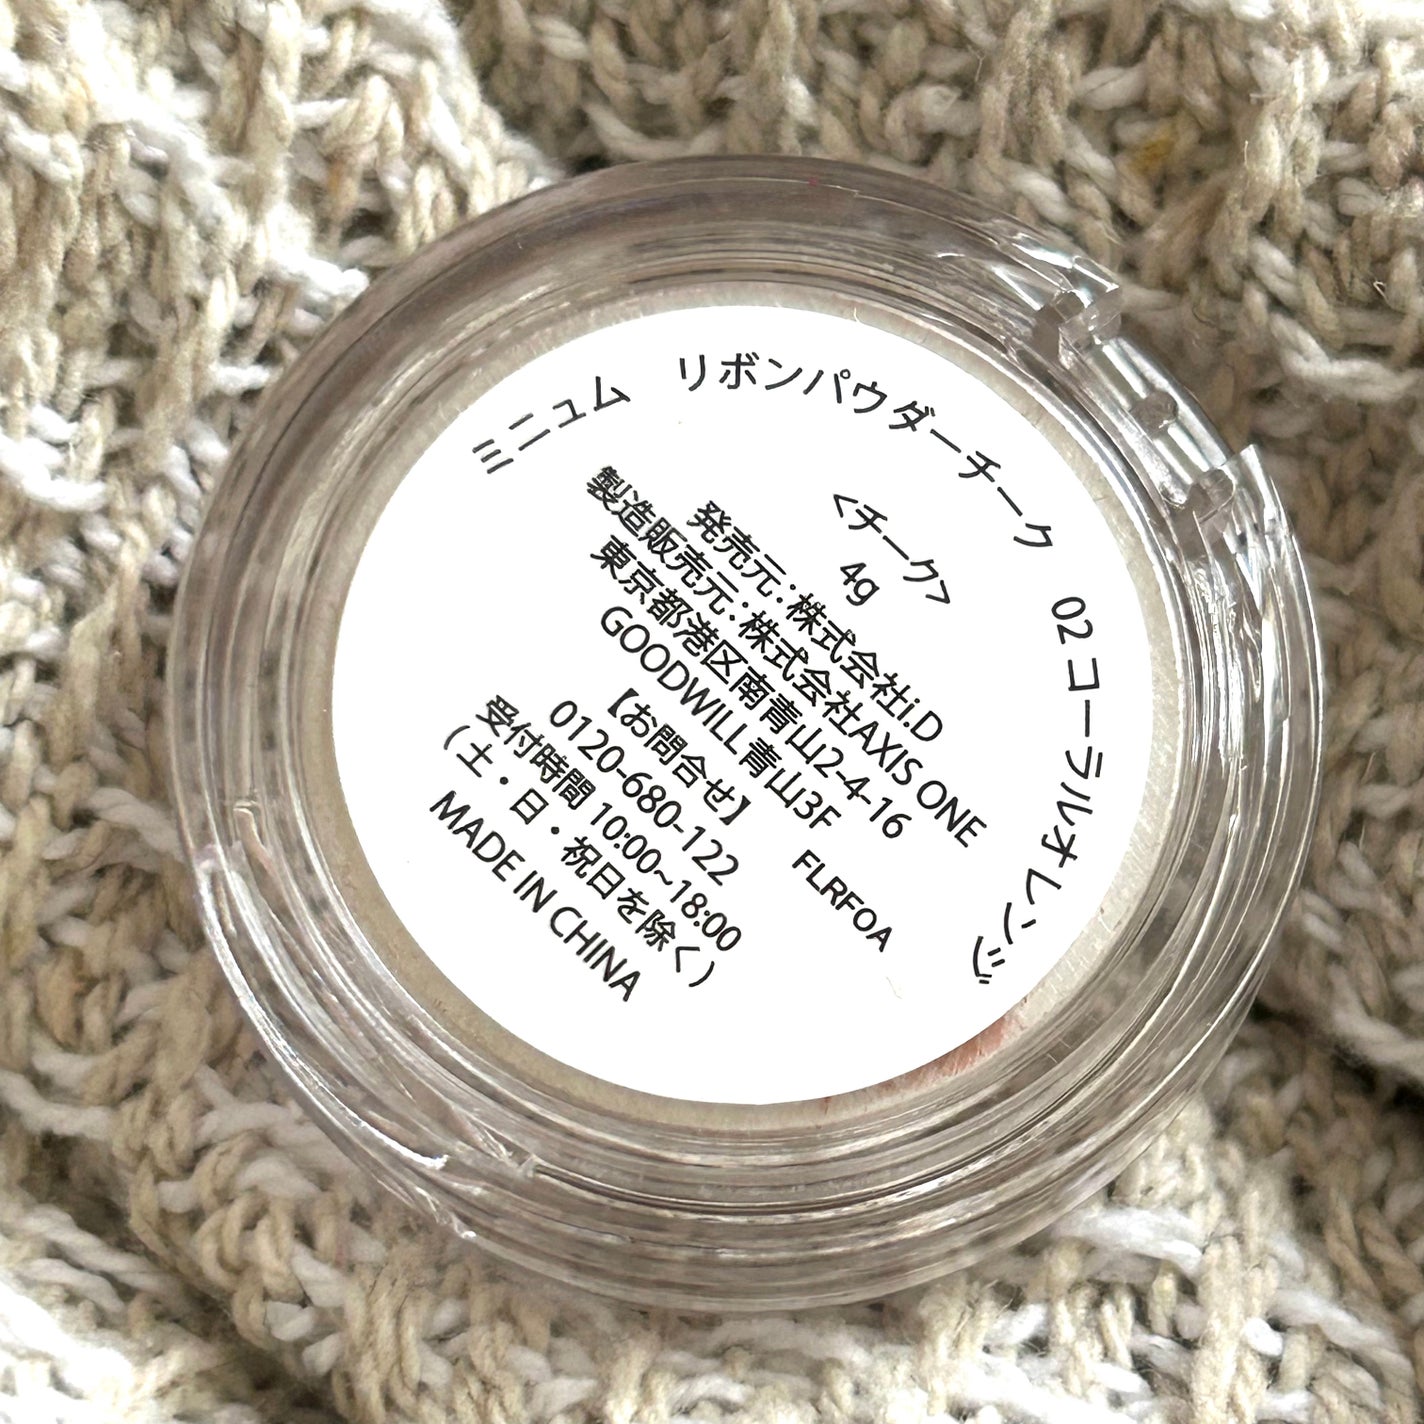 ミニュム リボンパウダーチーク 02 コーラルオレンジ
<チーク>
4g
発売元:株式会社i.D
製造販売元:株式会社AXIS ONE
東京都港区南青山2-4-16
GOODWILL青山3F
【お問合せ】
0120-680-122
受付時間 10:00~18:00
(土・日・祝日を除く)
MADE IN CHINA
FLRFOA